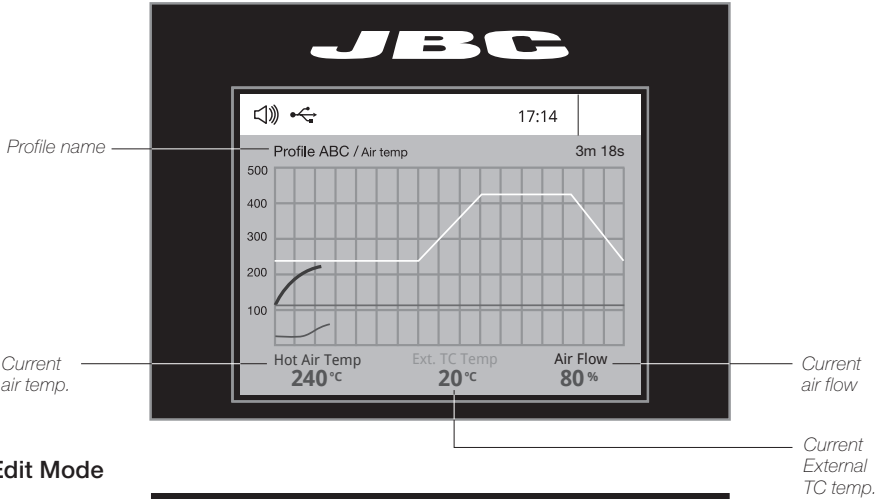 JBC
17:14
Profile name
Profile ABC / Air temp
3m 18s
500
400
300
200
100
Current
air temp.
Hot Air Temp
240 °C
Ext. TC Temp
20 °C
Air Flow
80 %
Current
air flow
Current
External
TC temp.
Edit Mode